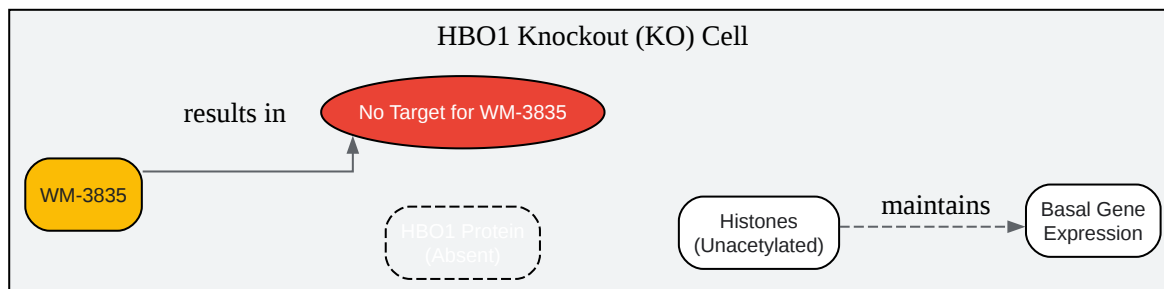 HBO1 Knockout (KO) Cell
results in
No Target for WM-3835
WM-3835
HBO1 Protein
(Absent)
Histones
(Unacetylated)
maintains
Basal Gene
Expression